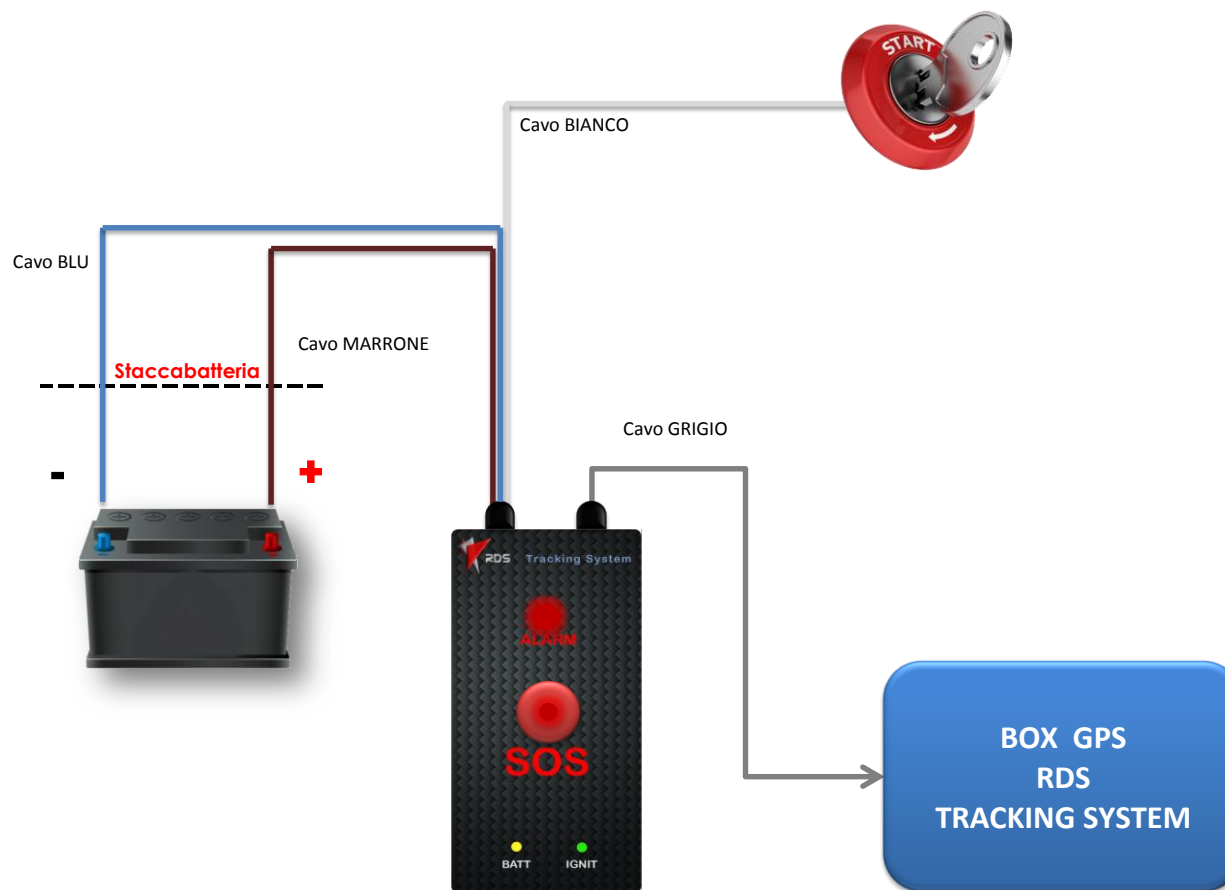 START
Cavo BIANCO
Cavo BLU
Cavo MARRONE
Staccabatteria
Cavo GRIGIO
-
+
RDS Tracking System
ALARM
SOS
BATT IGNIT
BOX GPS
RDS
TRACKING SYSTEM